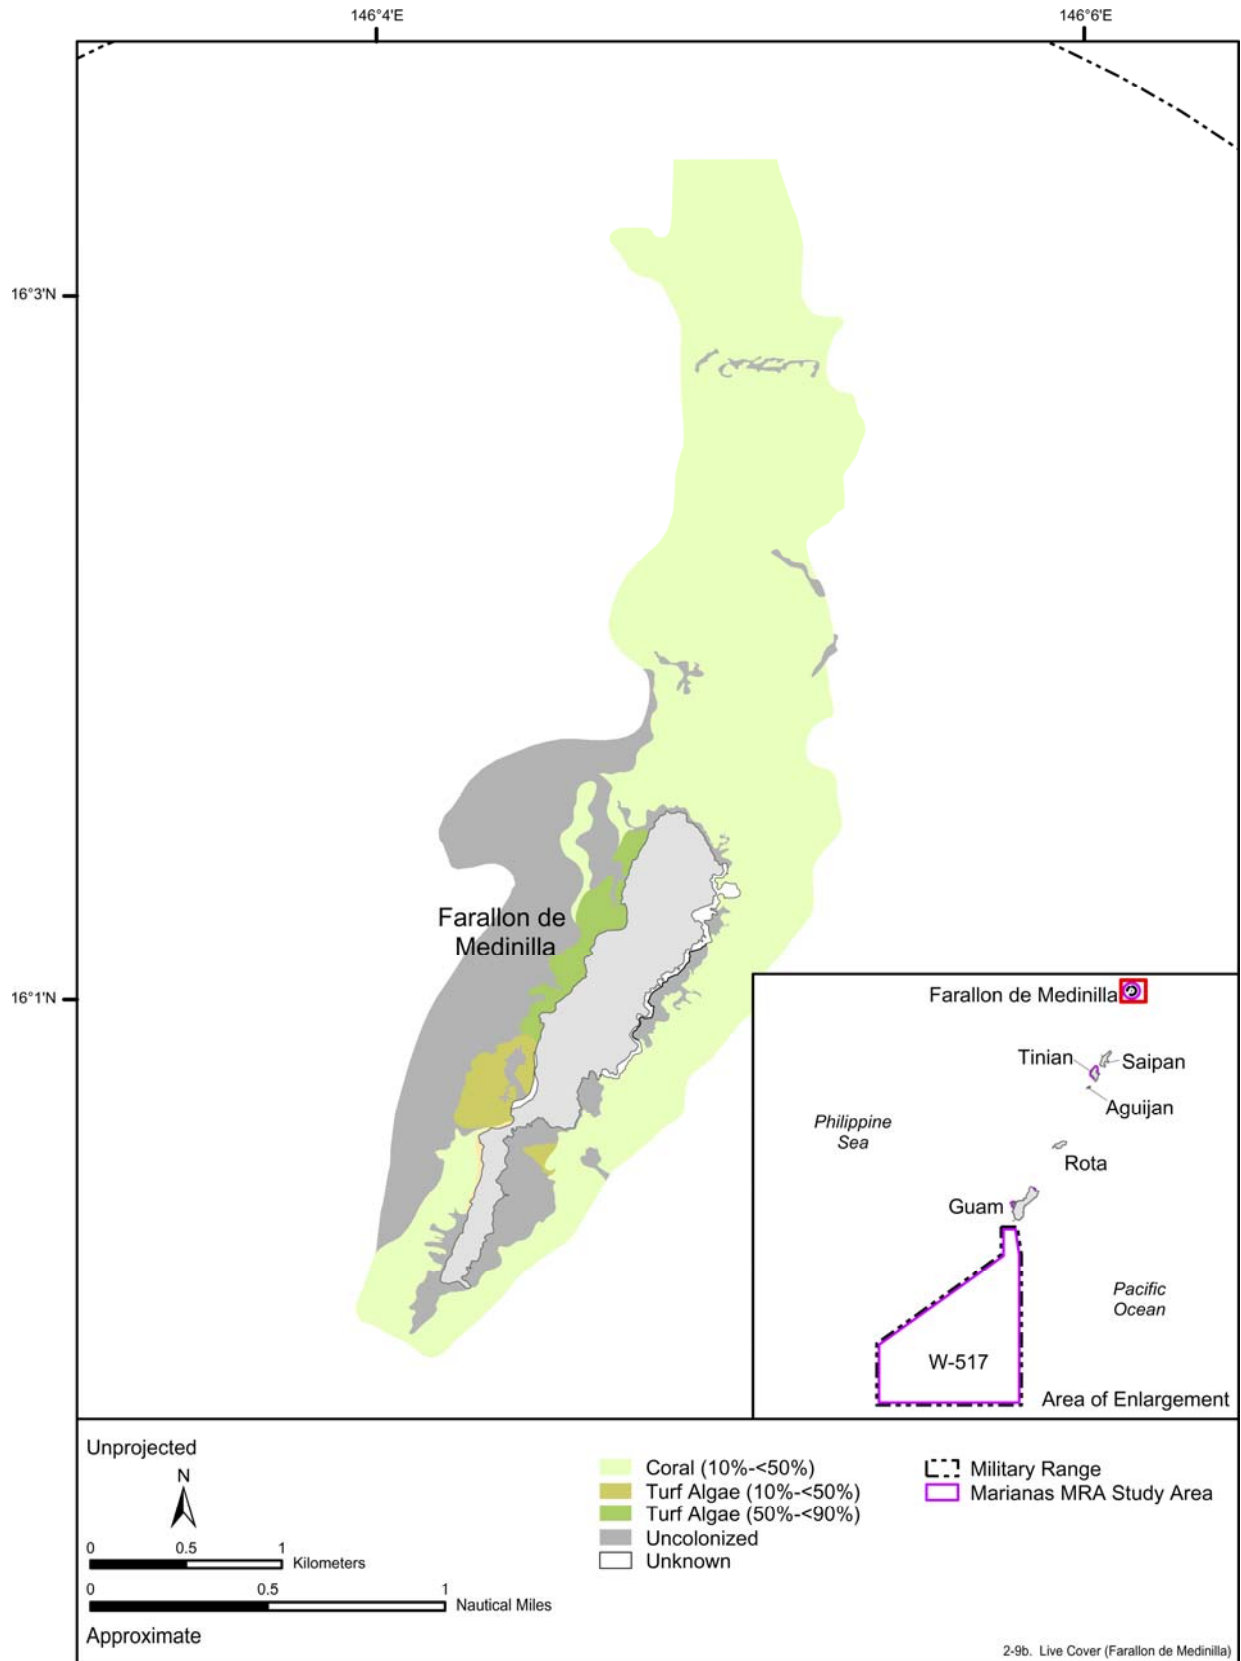 146°4'E
146°6'E
16°3'N
Farallon de
Medinilla
16°1'N
Farallon de Medinilla
Tinian
Saipan
Aguijan
Philippine
Sea
Rota
Guam
Pacific
Ocean
W-517
Area of Enlargement
Unprojected
N
0 0.5 1
Kilometers
0 0.5 1
Nautical Miles
Approximate
Coral (10%-<50%)
Turf Algae (10%-<50%)
Turf Algae (50%-<90%)
Uncolonized
Unknown
Military Range
Marianas MRA Study Area
2-9b. Live Cover (Farallon de Medinilla)